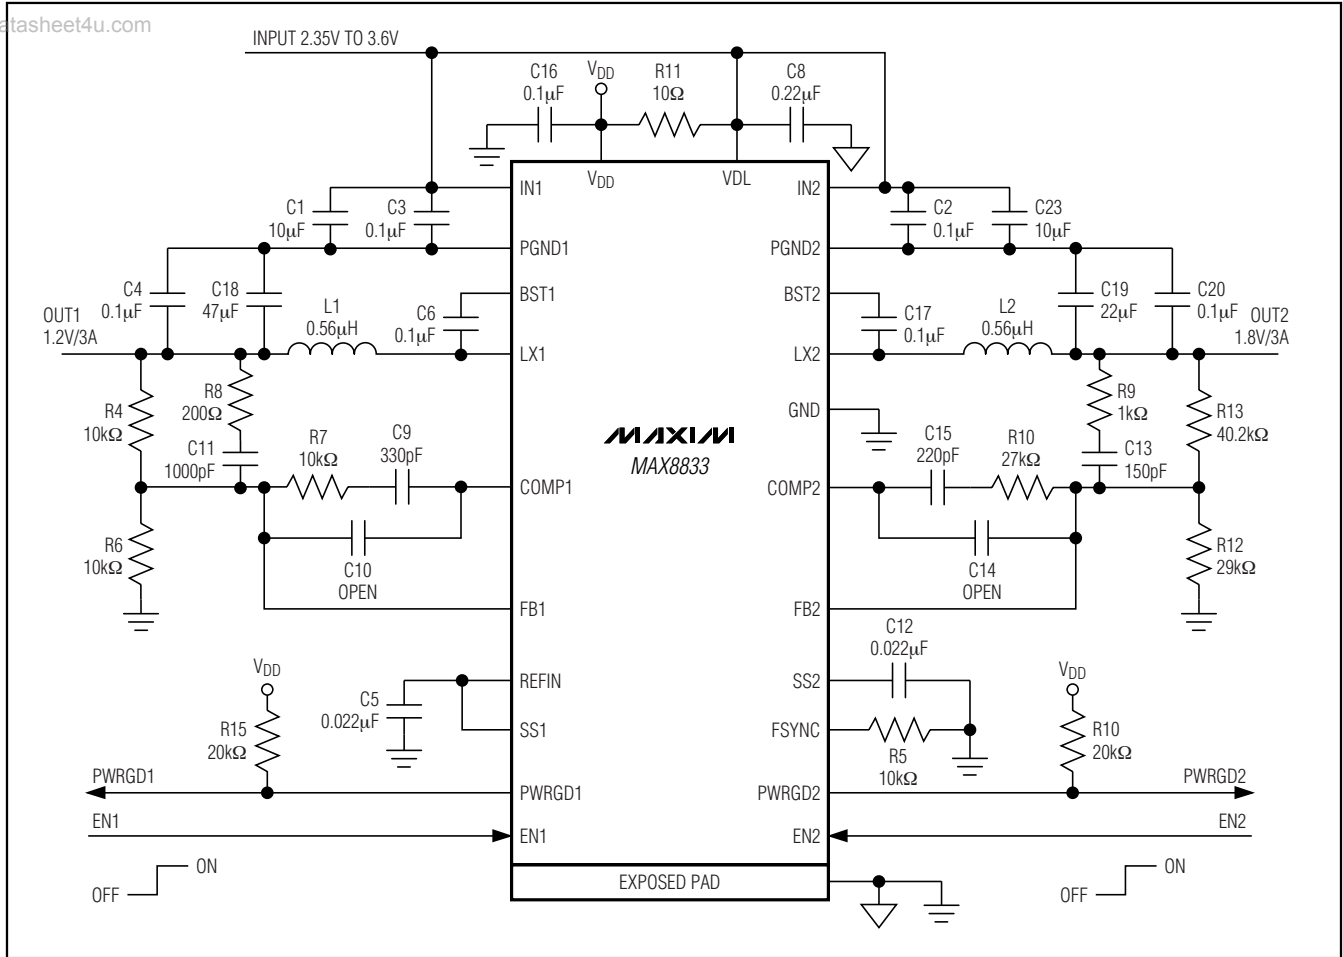 atasheet4u.com
INPUT 2.35V TO 3.6V
C16
0.1μF
VDD
R11
10Ω
C8
0.22μF
VDD
VDL
IN1
IN2
C1
10μF
C3
0.1μF
C2
0.1μF
C23
10μF
PGND1
PGND2
C4
0.1μF
C18
47μF
L1
0.56μH
C6
0.1μF
BST1
BST2
C17
0.1μF
L2
0.56μH
C19
22μF
C20
0.1μF
OUT1
1.2V/3A
OUT2
1.8V/3A
LX1
LX2
R4
10kΩ
R8
200Ω
C11
1000pF
R7
10kΩ
C9
330pF
GND
MAXIM
MAX8833
C15
220pF
R10
27kΩ
R9
1kΩ
C13
150pF
R13
40.2kΩ
COMP1
COMP2
R6
10kΩ
C10
OPEN
C14
OPEN
R12
29kΩ
FB1
FB2
VDD
C5
0.022μF
REFIN
SS1
SS2
C12
0.022μF
FSYNC
R5
10kΩ
VDD
R15
20kΩ
R10
20kΩ
PWRGD1
PWRGD1
PWRGD2
PWRGD2
EN1
EN1
EN2
EN2
OFF
ON
EXPOSED PAD
OFF
ON